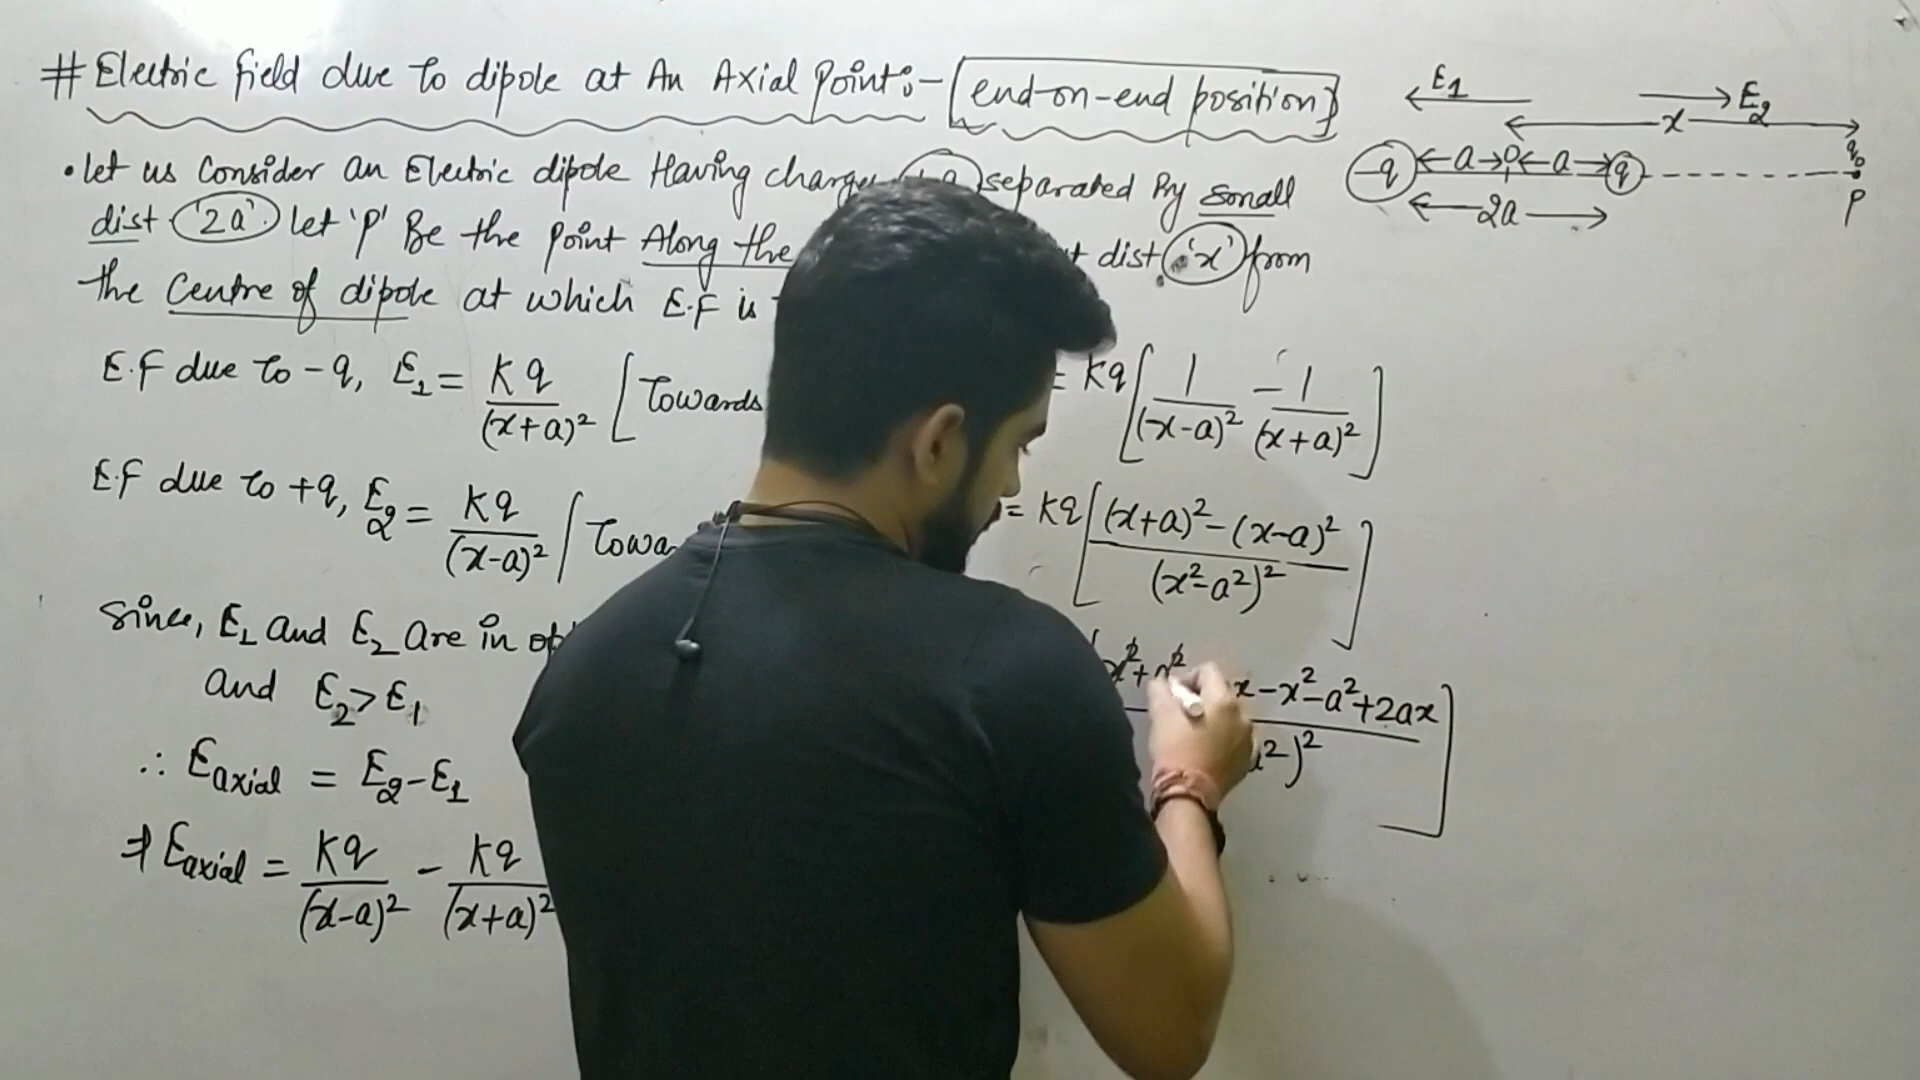 # Electric field due to dipole at An Axial Point:- [end-on-end position]
• let us Consider an Electric dipole Having charge separated By small
dist '2a'. let 'P' Be the point Along the dist 'x' from
the Centre of dipole at which E.F is
E.F due to -q, E₁ = Kq/(x+a)² [Towards
E.F due to +q, E₂ = Kq/(x-a)² [
Since, E₁ and E₂ Are in
and E₂>E₁
∴ Eaxial = E₂-E₁
⇒ Eaxial = Kq/(x-a)² - Kq/(x+a)²
= Kq[1/(x-a)² - 1/(x+a)²]
= Kq[(x+a)²-(x-a)²/(x²-a²)²]
x²+ x-x²-a²+2ax]
)²
E₁ E₂
x
-q a O a q q₀
2a P